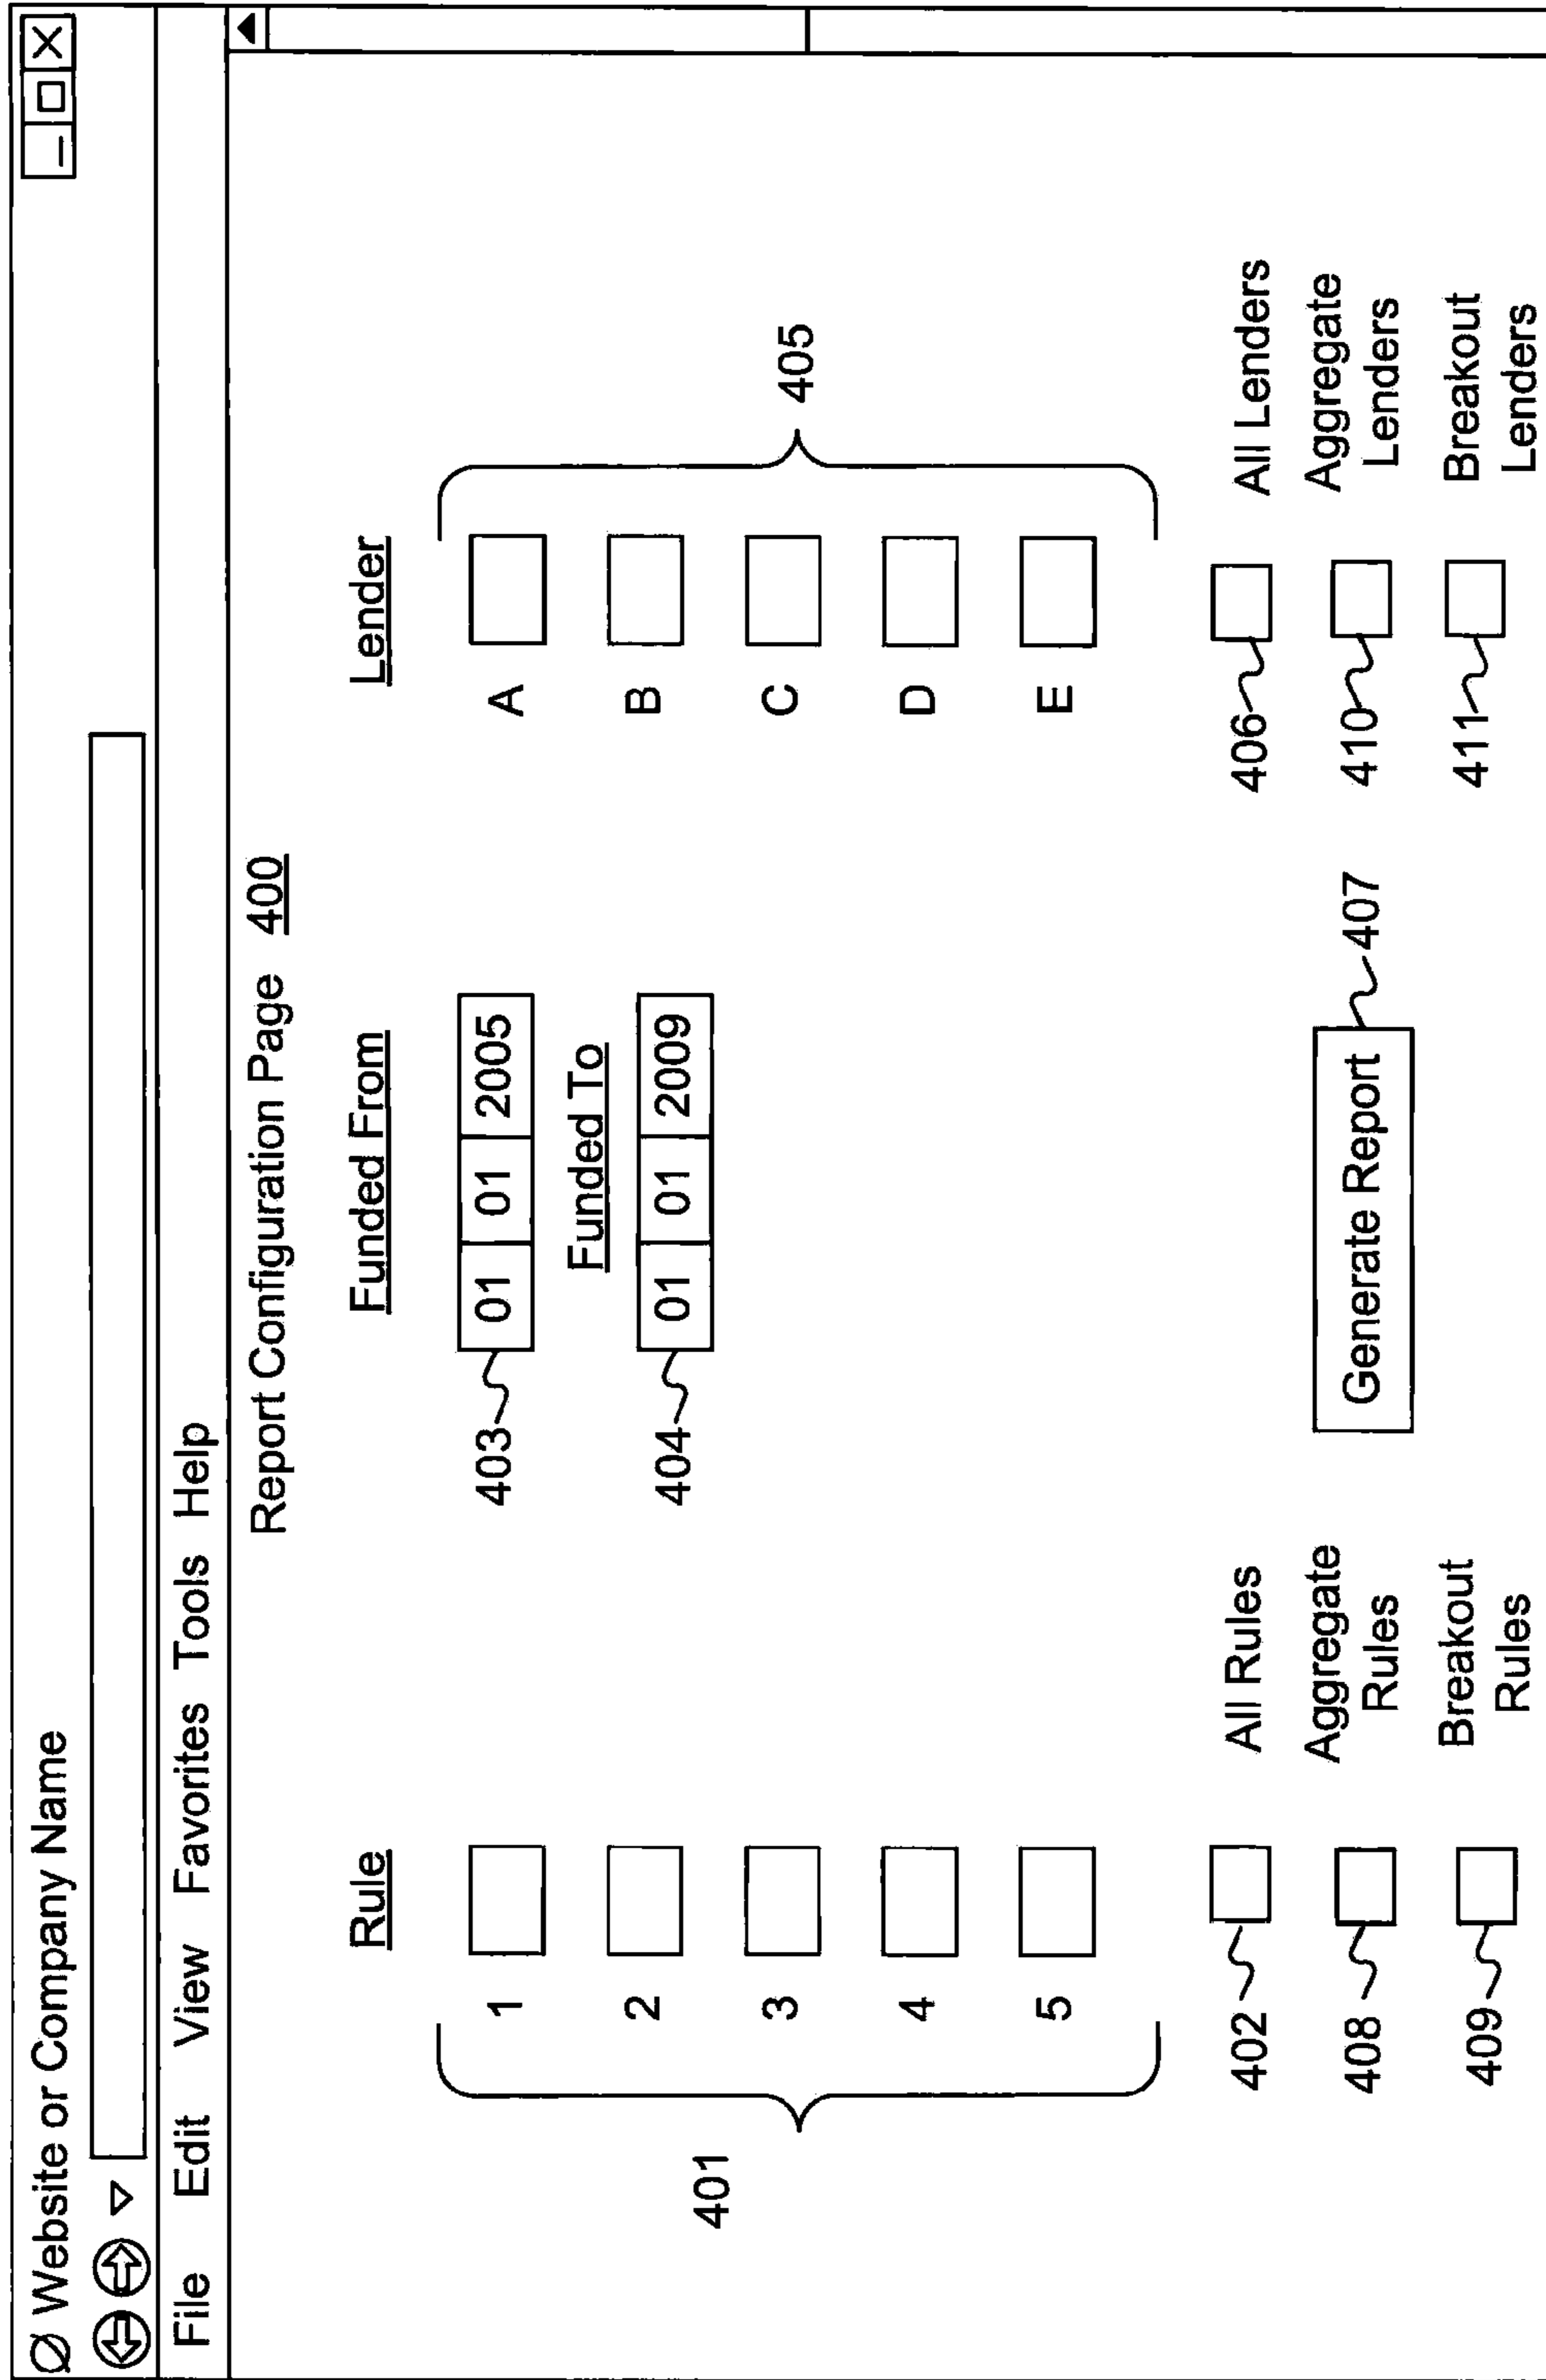 Website or Company Name
File Edit View Favorites Tools Help
Report Configuration Page 400
Rule
Funded From
Lender
401
1
2
3
4
5
403
01 01 2005
Funded To
404
01 01 2009
A
B
C
D
E
405
402
All Rules
408
Aggregate
Rules
409
Breakout
Rules
Generate Report
407
406
All Lenders
410
Aggregate
Lenders
411
Breakout
Lenders